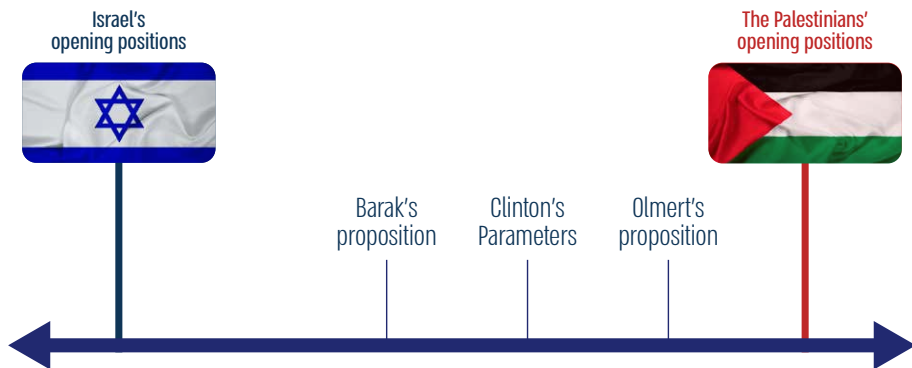 Israel's
opening positions
The Palestinians'
opening positions
Barak's
proposition
Clinton's
Parameters
Olmert's
proposition